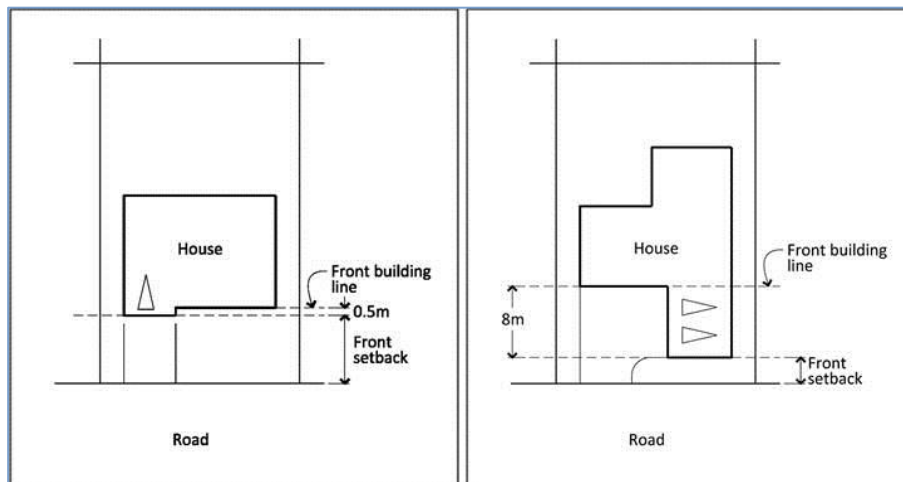 House
Front building
line
0.5m
Front
setback
Road
House
Front building
line
8m
Front
setback
Road